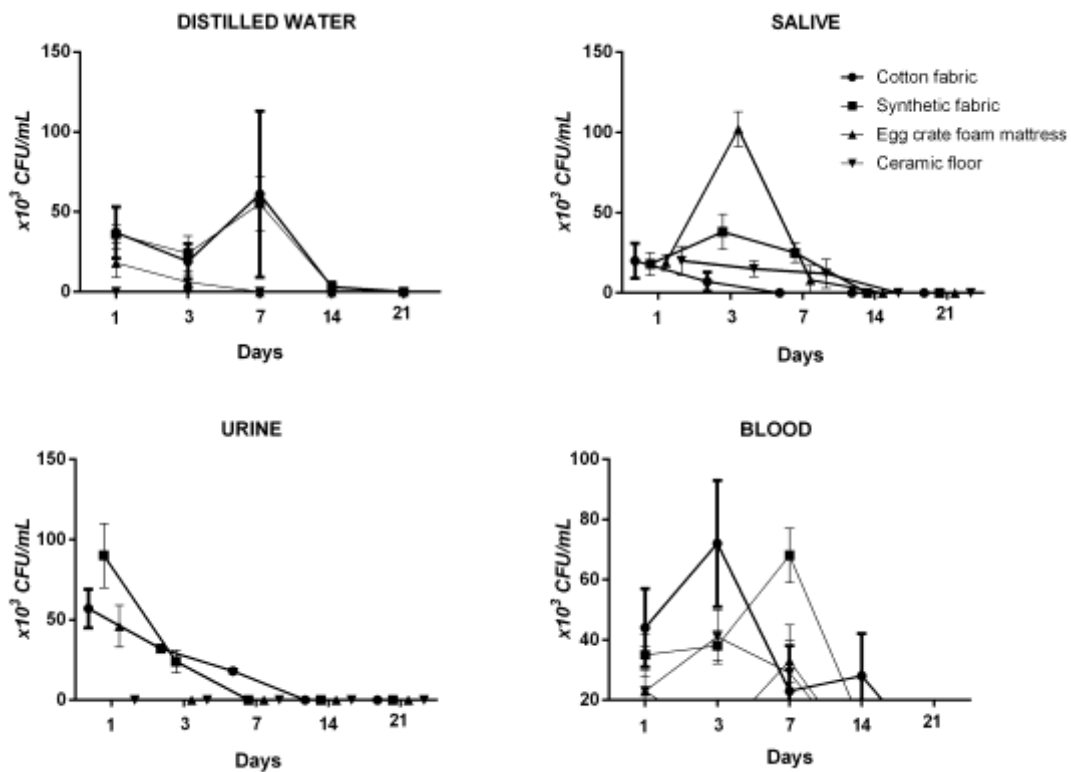 DISTILLED WATER
150
100
50
0
x10³ CFU/mL
1 3 7 14 21
Days
SALIVE
150
100
50
0
x10³ CFU/mL
1 3 7 14 21
Days
Cotton fabric
Synthetic fabric
Egg crate foam mattress
Ceramic floor
URINE
150
100
50
0
x10³ CFU/mL
1 3 7 14 21
Days
BLOOD
100
80
60
40
20
x10³ CFU/mL
1 3 7 14 21
Days